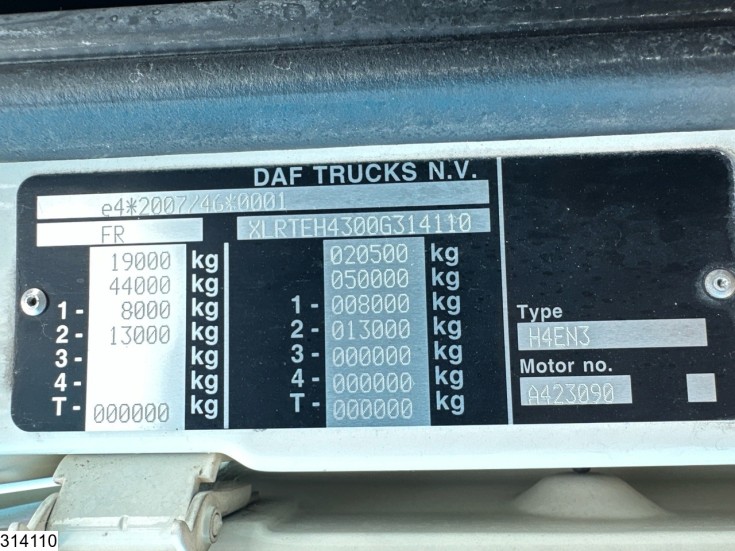 DAF TRUCKS N.V.
e4*2007/46*0001
FR XLRTEH4300G314110
19000 kg 020500 kg
44000 kg 050000 kg
1- 8000 kg 1- 008000 kg
2- 13000 kg 2- 013000 kg
3- kg 3- 000000 kg
4- kg 4- 000000 kg
T- 000000 kg T- 000000 kg
Type
H4EN3
Motor no.
A423090
314110